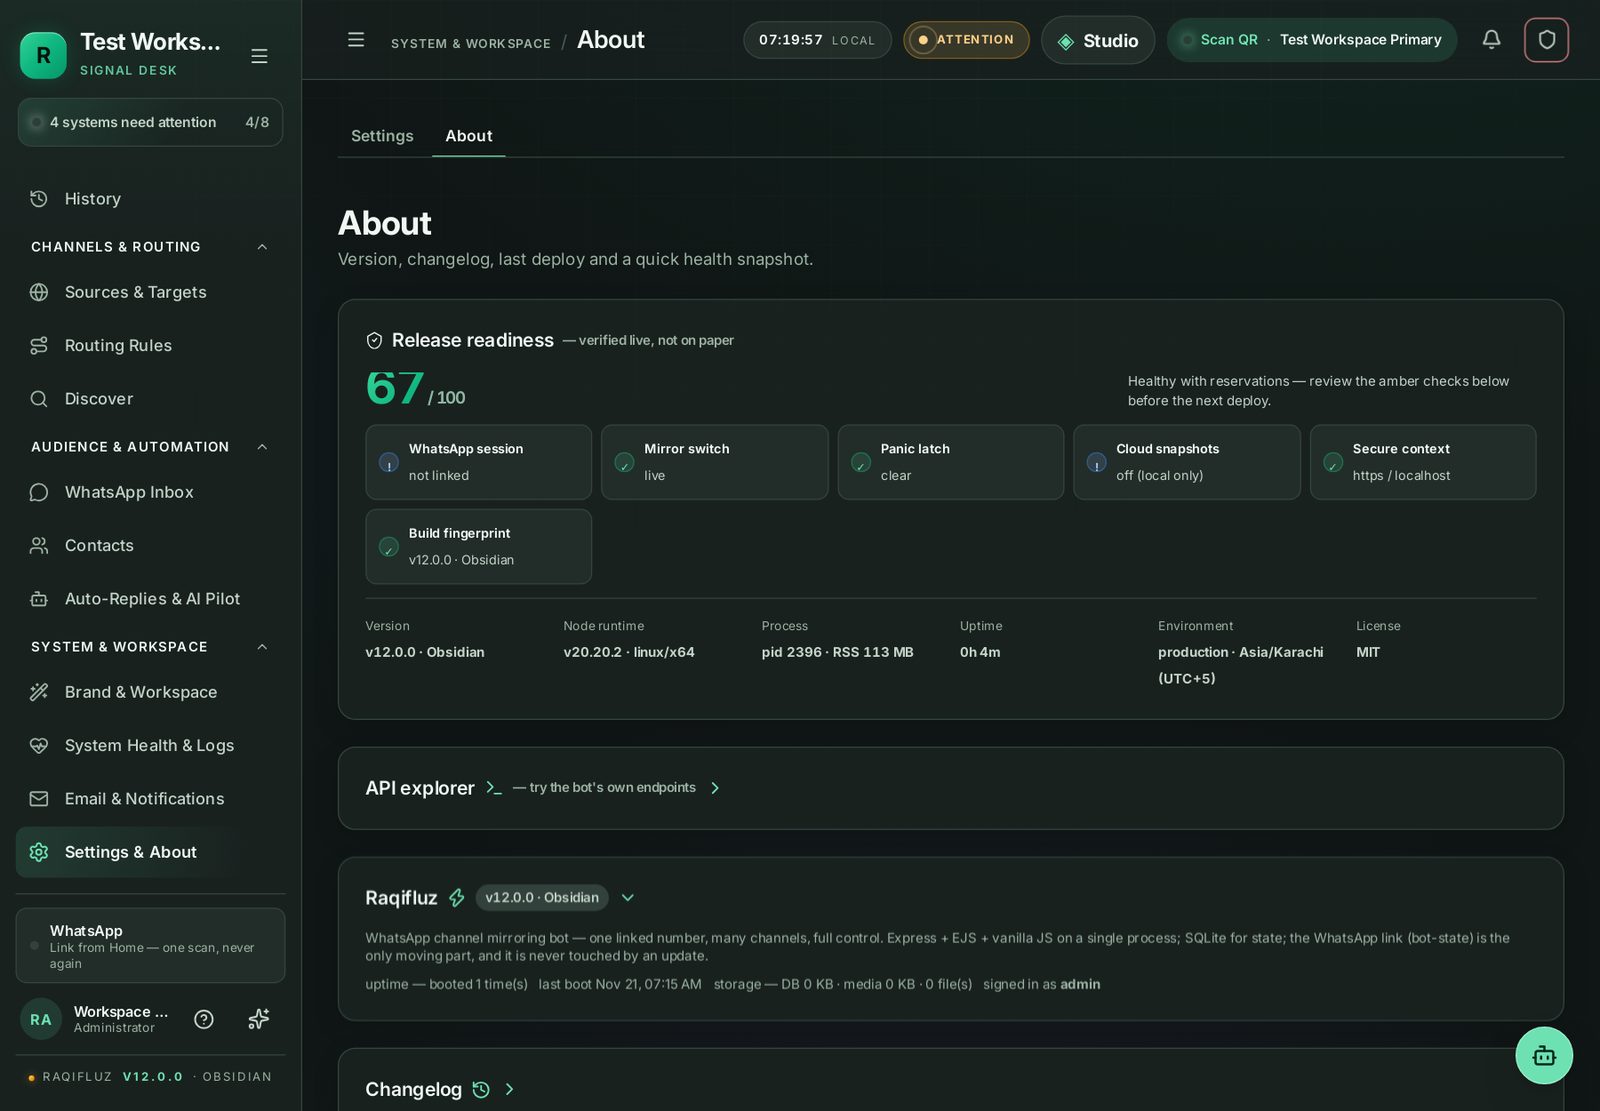 R
Test Works...
SIGNAL DESK
4 systems need attention 4/8
History
CHANNELS & ROUTING
Sources & Targets
Routing Rules
Discover
AUDIENCE & AUTOMATION
WhatsApp Inbox
Contacts
Auto-Replies & AI Pilot
SYSTEM & WORKSPACE
Brand & Workspace
System Health & Logs
Email & Notifications
Settings & About
WhatsApp
Link from Home — one scan, never
again
RA
Workspace ...
Administrator
RAQIFLUZ V12.0.0 · OBSIDIAN
SYSTEM & WORKSPACE / About
07:19:57 LOCAL
ATTENTION
Studio
Scan QR · Test Workspace Primary
Settings About
About
Version, changelog, last deploy and a quick health snapshot.
Release readiness — verified live, not on paper
67 / 100
Healthy with reservations — review the amber checks below
before the next deploy.
WhatsApp session
not linked
Mirror switch
live
Panic latch
clear
Cloud snapshots
off (local only)
Secure context
https / localhost
Build fingerprint
v12.0.0 · Obsidian
Version
v12.0.0 · Obsidian
Node runtime
v20.20.2 · linux/x64
Process
pid 2396 · RSS 113 MB
Uptime
0h 4m
Environment
production · Asia/Karachi
(UTC+5)
License
MIT
API explorer — try the bot's own endpoints
Raqifluz v12.0.0 · Obsidian
WhatsApp channel mirroring bot — one linked number, many channels, full control. Express + EJS + vanilla JS on a single process; SQLite for state; the WhatsApp link (bot-state) is the
only moving part, and it is never touched by an update.
uptime — booted 1 time(s) last boot Nov 21, 07:15 AM storage — DB 0 KB · media 0 KB · 0 file(s) signed in as admin
Changelog